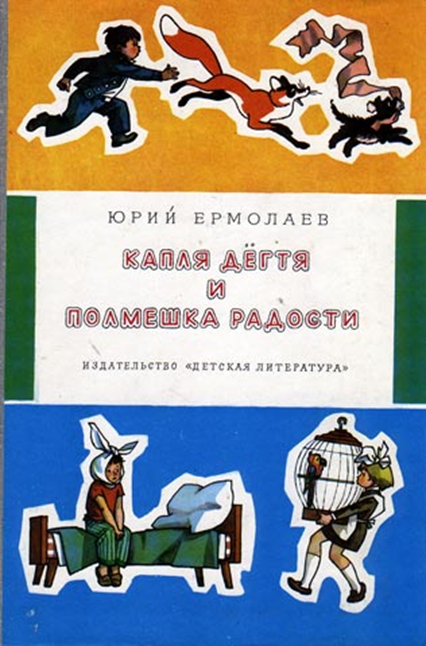 ЮРИЙ ЕРМОЛАЕВ
КАПЛЯ ДЁГТЯ
И
ПОЛМЕШКА РАДОСТИ
ИЗДАТЕЛЬСТВО «ДЕТСКАЯ ЛИТЕРАТУРА»